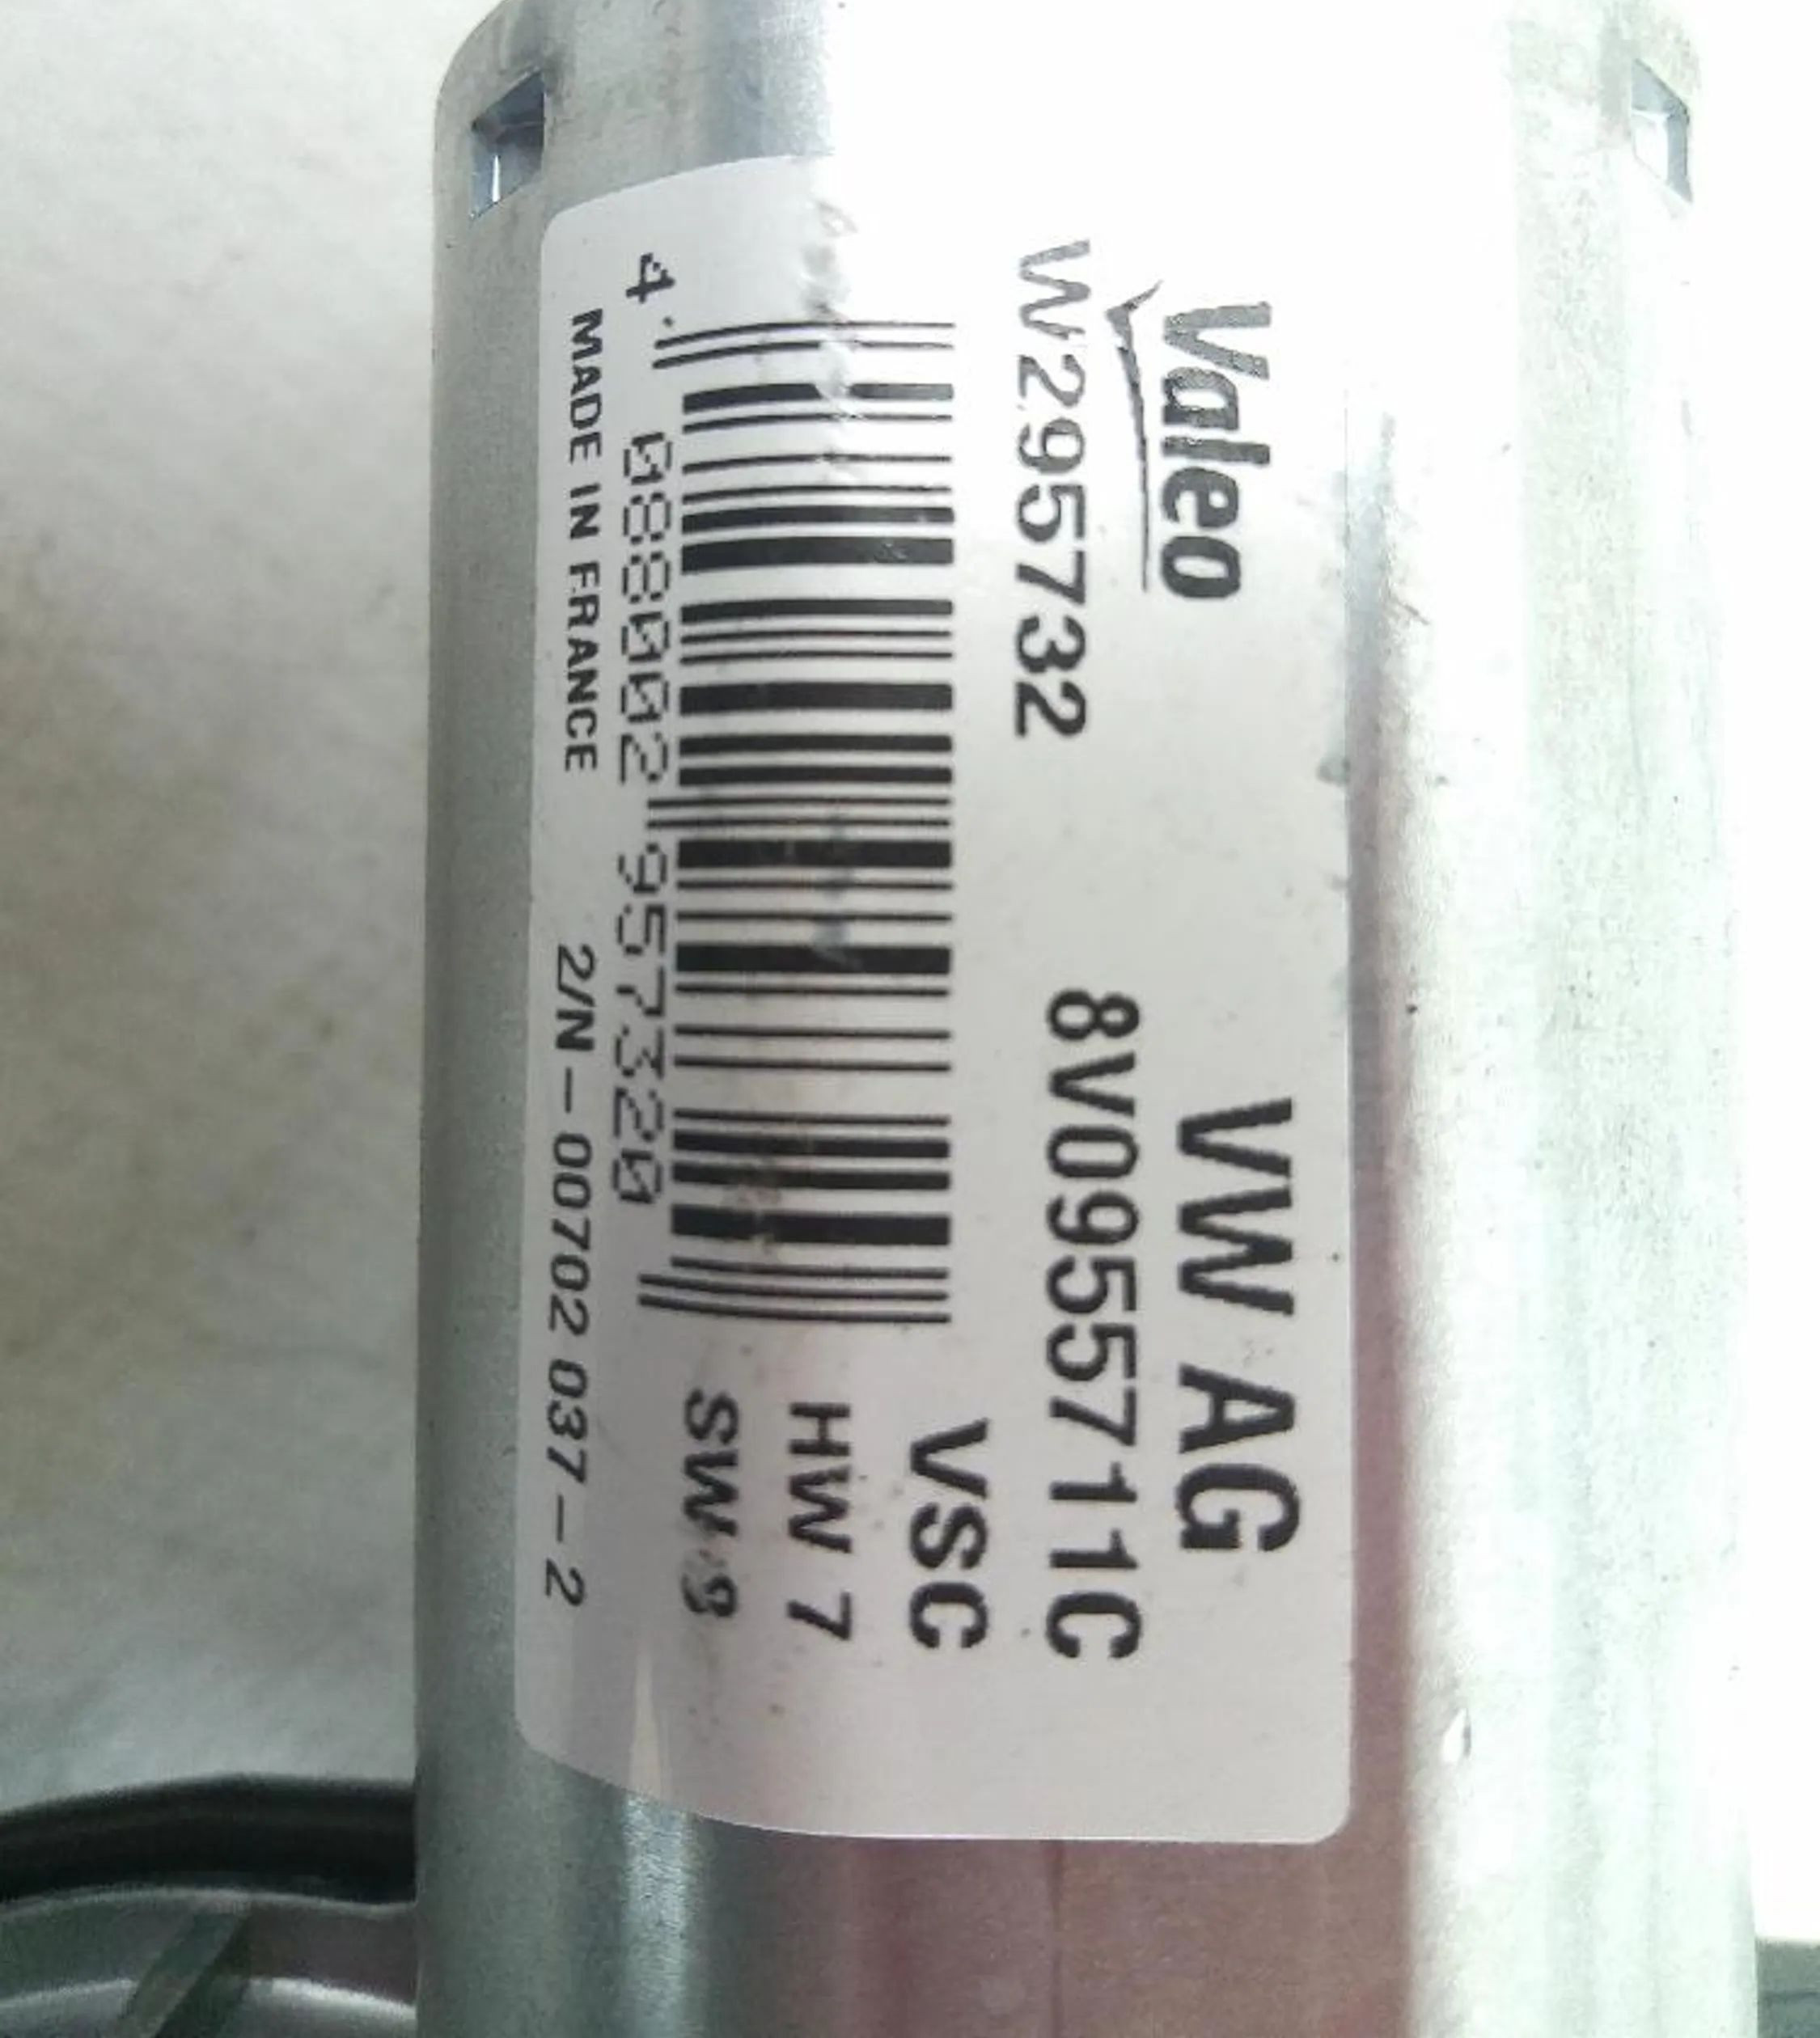 Valeo
VW AG
W295732
8V0955711C
VSC
HW 7
SW
4 088002 957320
MADE IN FRANCE
2/N-00702 037-2